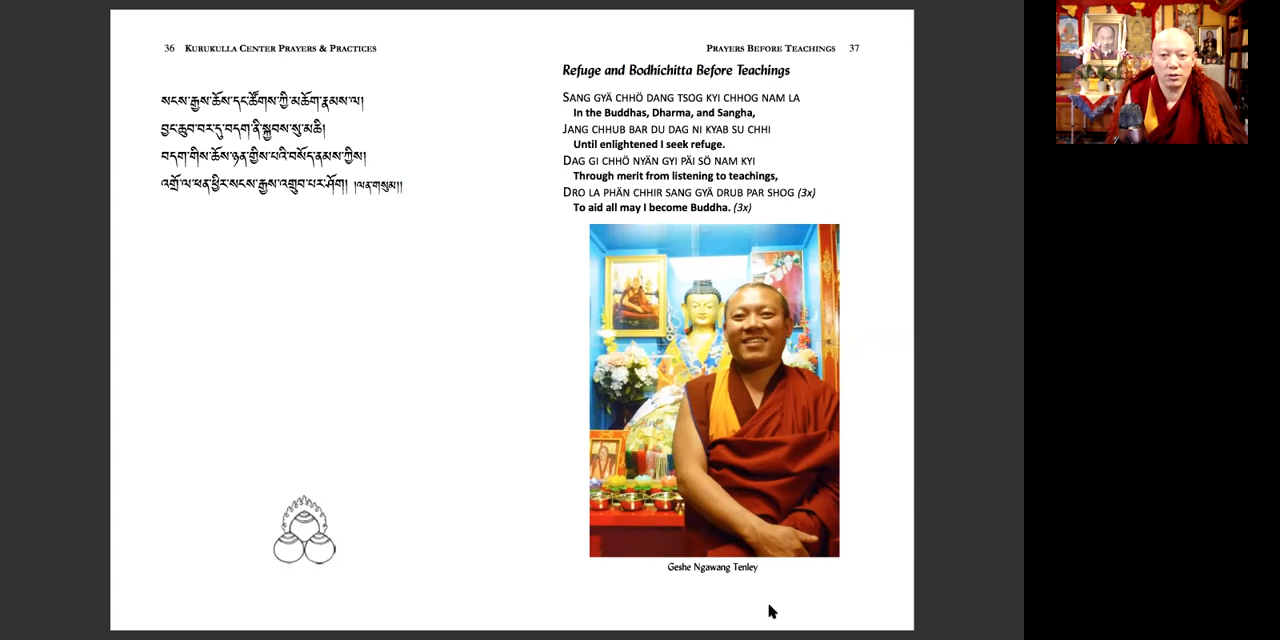 36 KURUKULLA CENTER PRAYERS & PRACTICES
སངས་རྒྱས་ཆོས་དང་ཚོགས་ཀྱི་མཆོག་རྣམས་ལ།
བྱང་ཆུབ་བར་དུ་བདག་ནི་སྐྱབས་སུ་མཆི།
བདག་གིས་ཆོས་ཉན་གྱིས་པའི་བསོད་ནམས་ཀྱིས།
འགྲོ་ལ་ཕན་ཕྱིར་སངས་རྒྱས་འགྲུབ་པར་ཤོག། །ལན་གསུམ།།
PRAYERS BEFORE TEACHINGS 37
Refuge and Bodhichitta Before Teachings
SANG GYÄ CHHÖ DANG TSOG KYI CHHOG NAM LA
In the Buddhas, Dharma, and Sangha,
JANG CHHUB BAR DU DAG NI KYAB SU CHHI
Until enlightened I seek refuge.
DAG GI CHHÖ NYÄN GYI PÄI SÖ NAM KYI
Through merit from listening to teachings,
DRO LA PHÄN CHHIR SANG GYÄ DRUB PAR SHOG (3x)
To aid all may I become Buddha. (3x)
Geshe Ngawang Tenley